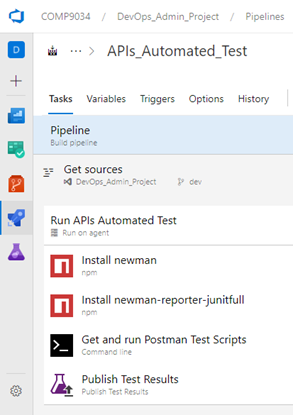 COMP9034 / DevOps_Admin_Project / Pipelines
D
··· > APIs_Automated_Test
Tasks Variables Triggers Options History
Pipeline
Build pipeline
Get sources
DevOps_Admin_Project dev
Run APIs Automated Test
Run on agent
Install newman
npm
Install newman-reporter-junitfull
npm
Get and run Postman Test Scripts
Command line
Publish Test Results
Publish Test Results